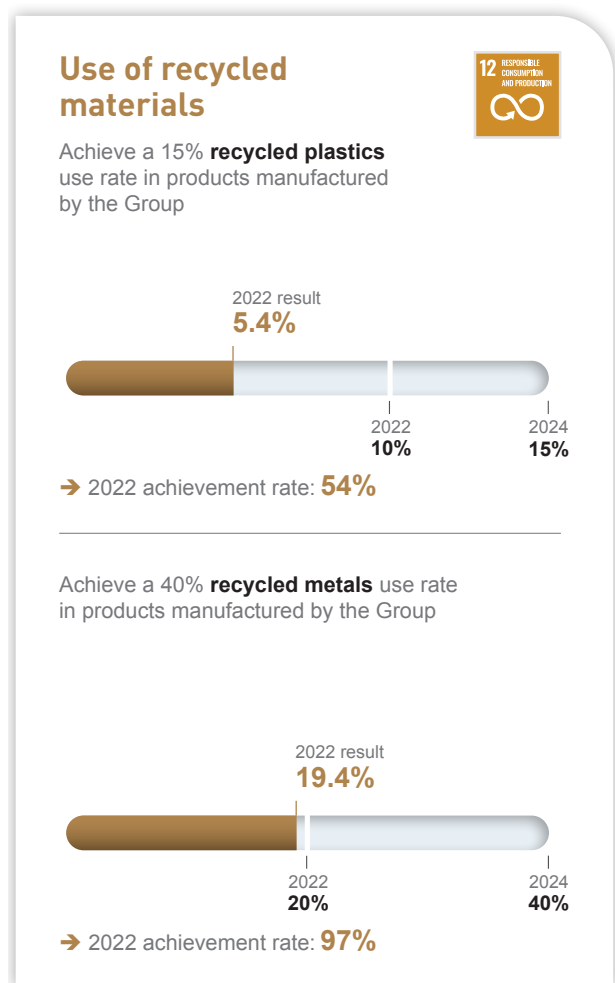 Use of recycled
materials
12 RESPONSIBLE
CONSUMPTION
AND PRODUCTION
Achieve a 15% recycled plastics
use rate in products manufactured
by the Group
2022 result
5.4%
2022 2024
10% 15%
➔ 2022 achievement rate: 54%
Achieve a 40% recycled metals use rate
in products manufactured by the Group
2022 result
19.4%
2022 2024
20% 40%
➔ 2022 achievement rate: 97%